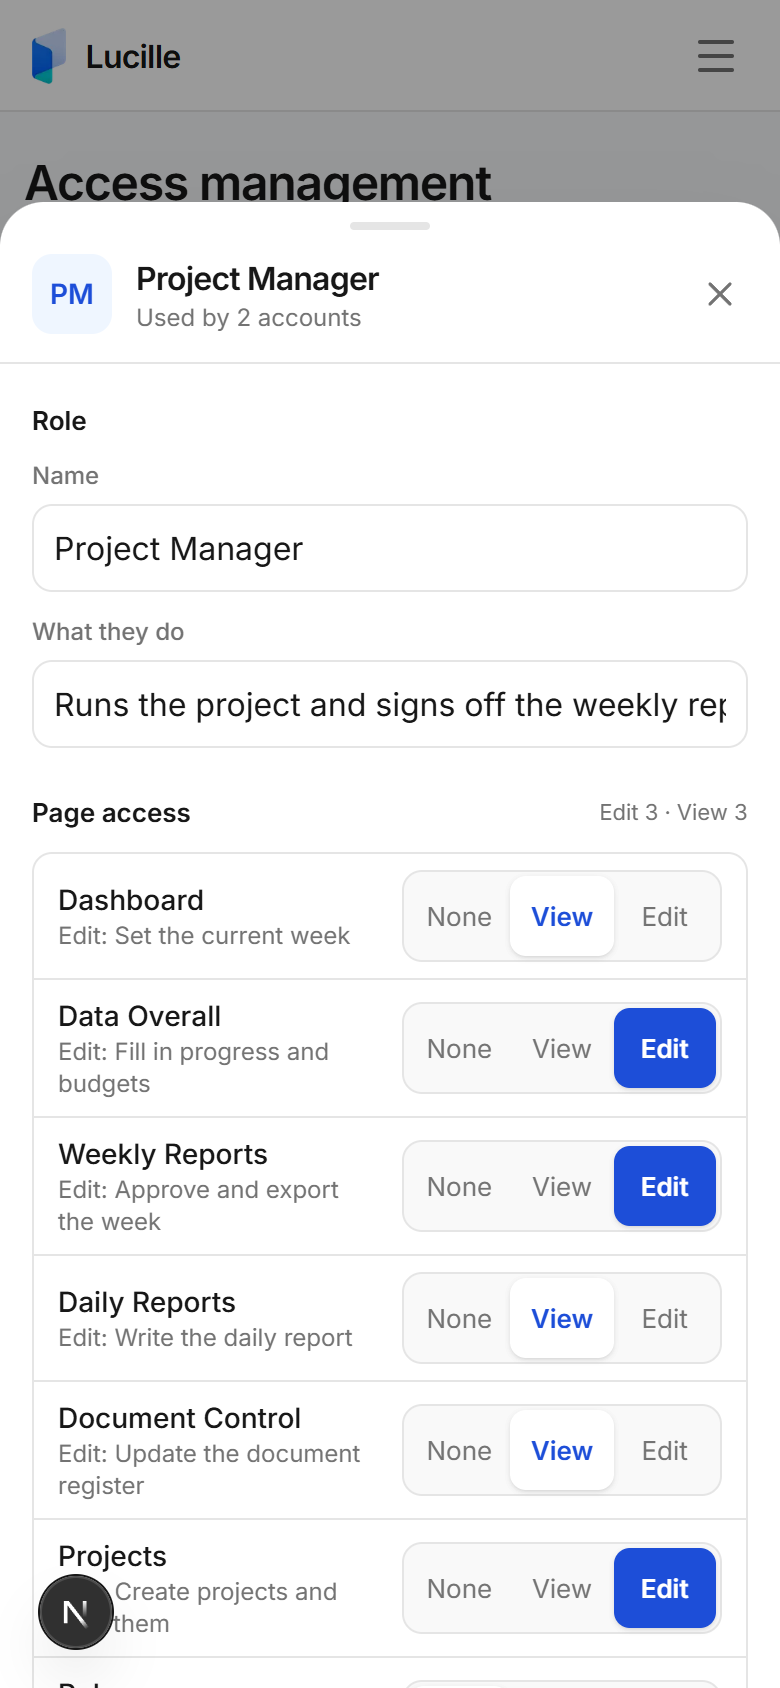 Lucille
Access management
PM
Project Manager
Used by 2 accounts
Role
Name
Project Manager
What they do
Runs the project and signs off the weekly
Page access
Edit 3 · View 3
Dashboard
Edit: Set the current week
None View Edit
Data Overall
Edit: Fill in progress and
budgets
None View Edit
Weekly Reports
Edit: Approve and export
the week
None View Edit
Daily Reports
Edit: Write the daily report
None View Edit
Document Control
Edit: Update the document
register
None View Edit
Projects
Create projects and
them
None View Edit
N